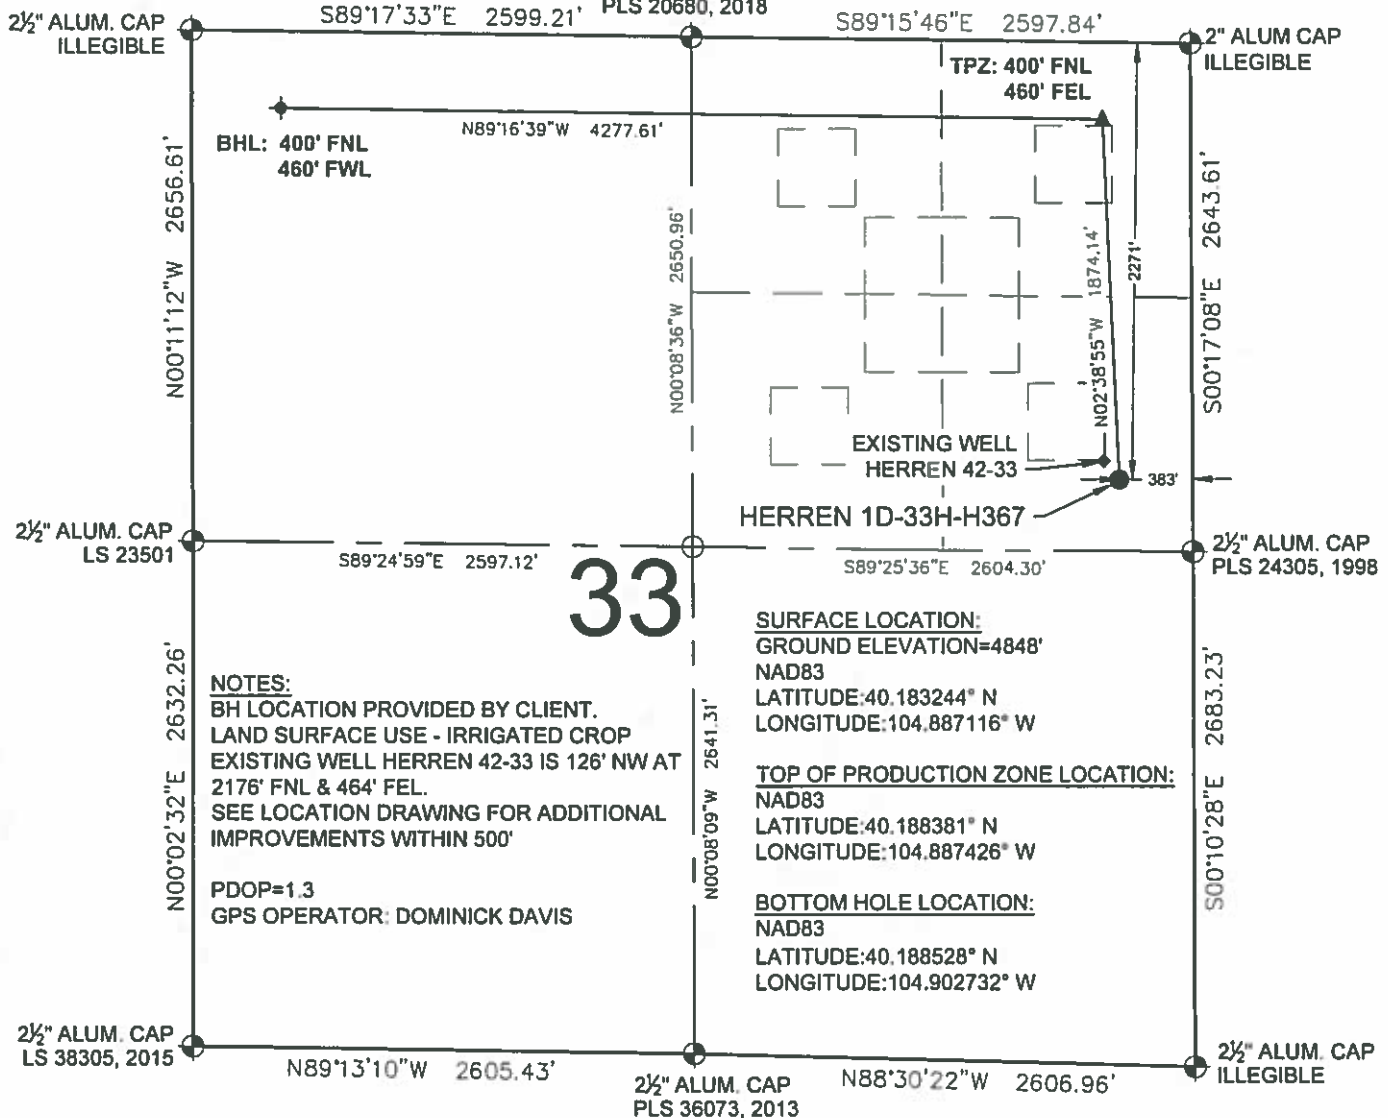 S89°17'33"E 2599.21'
PLS 20680, 2018
S89°15'46"E 2597.84'
2½" ALUM. CAP
ILLEGIBLE
2" ALUM CAP
ILLEGIBLE
TPZ: 400' FNL
460' FEL
N89°16'39"W 4277.61'
BHL: 400' FNL
460' FWL
N00°11'12"W 2656.61'
N00°08'36"W 2650.96'
N02°38'55"W 1874.14'
2271'
S00°17'08"E 2643.61'
EXISTING WELL
HERREN 42-33
383'
HERREN 1D-33H-H367
2½" ALUM. CAP
LS 23501
S89°24'59"E 2597.12'
S89°25'36"E 2604.30'
2½" ALUM. CAP
PLS 24305, 1998
33
N00°02'32"E 2632.26'
NOTES:
BH LOCATION PROVIDED BY CLIENT.
LAND SURFACE USE - IRRIGATED CROP
EXISTING WELL HERREN 42-33 IS 126' NW AT
2176' FNL & 464' FEL.
SEE LOCATION DRAWING FOR ADDITIONAL
IMPROVEMENTS WITHIN 500'
PDOP=1.3
GPS OPERATOR: DOMINICK DAVIS
N00°08'09"W 2641.31'
SURFACE LOCATION:
GROUND ELEVATION=4848'
NAD83
LATITUDE:40.183244° N
LONGITUDE:104.887116° W
TOP OF PRODUCTION ZONE LOCATION:
NAD83
LATITUDE:40.188381° N
LONGITUDE:104.887426° W
BOTTOM HOLE LOCATION:
NAD83
LATITUDE:40.188528° N
LONGITUDE:104.902732° W
S00°10'28"E 2683.23'
2½" ALUM. CAP
LS 38305, 2015
N89°13'10"W 2605.43'
2½" ALUM. CAP
PLS 36073, 2013
N88°30'22"W 2606.96'
2½" ALUM. CAP
ILLEGIBLE